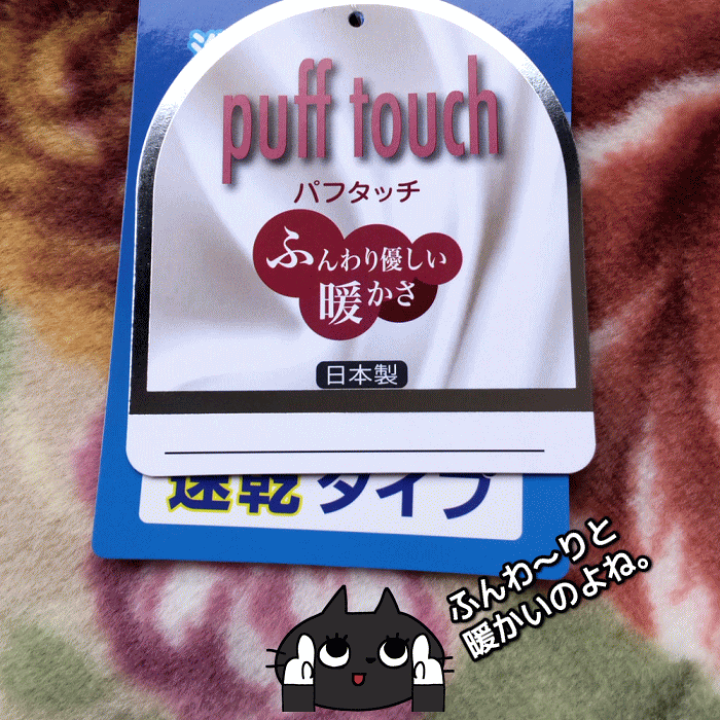 puff touch
パフタッチ
ふんわり優しい
暖かさ
日本製
速乾タイプ
ふんわ〜りと
暖かいのよね。